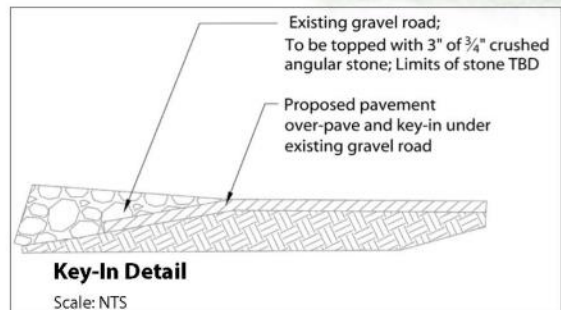 Existing gravel road;
To be topped with 3" of ¾" crushed
angular stone; Limits of stone TBD
Proposed pavement
over-pave and key-in under
existing gravel road
Key-In Detail
Scale: NTS